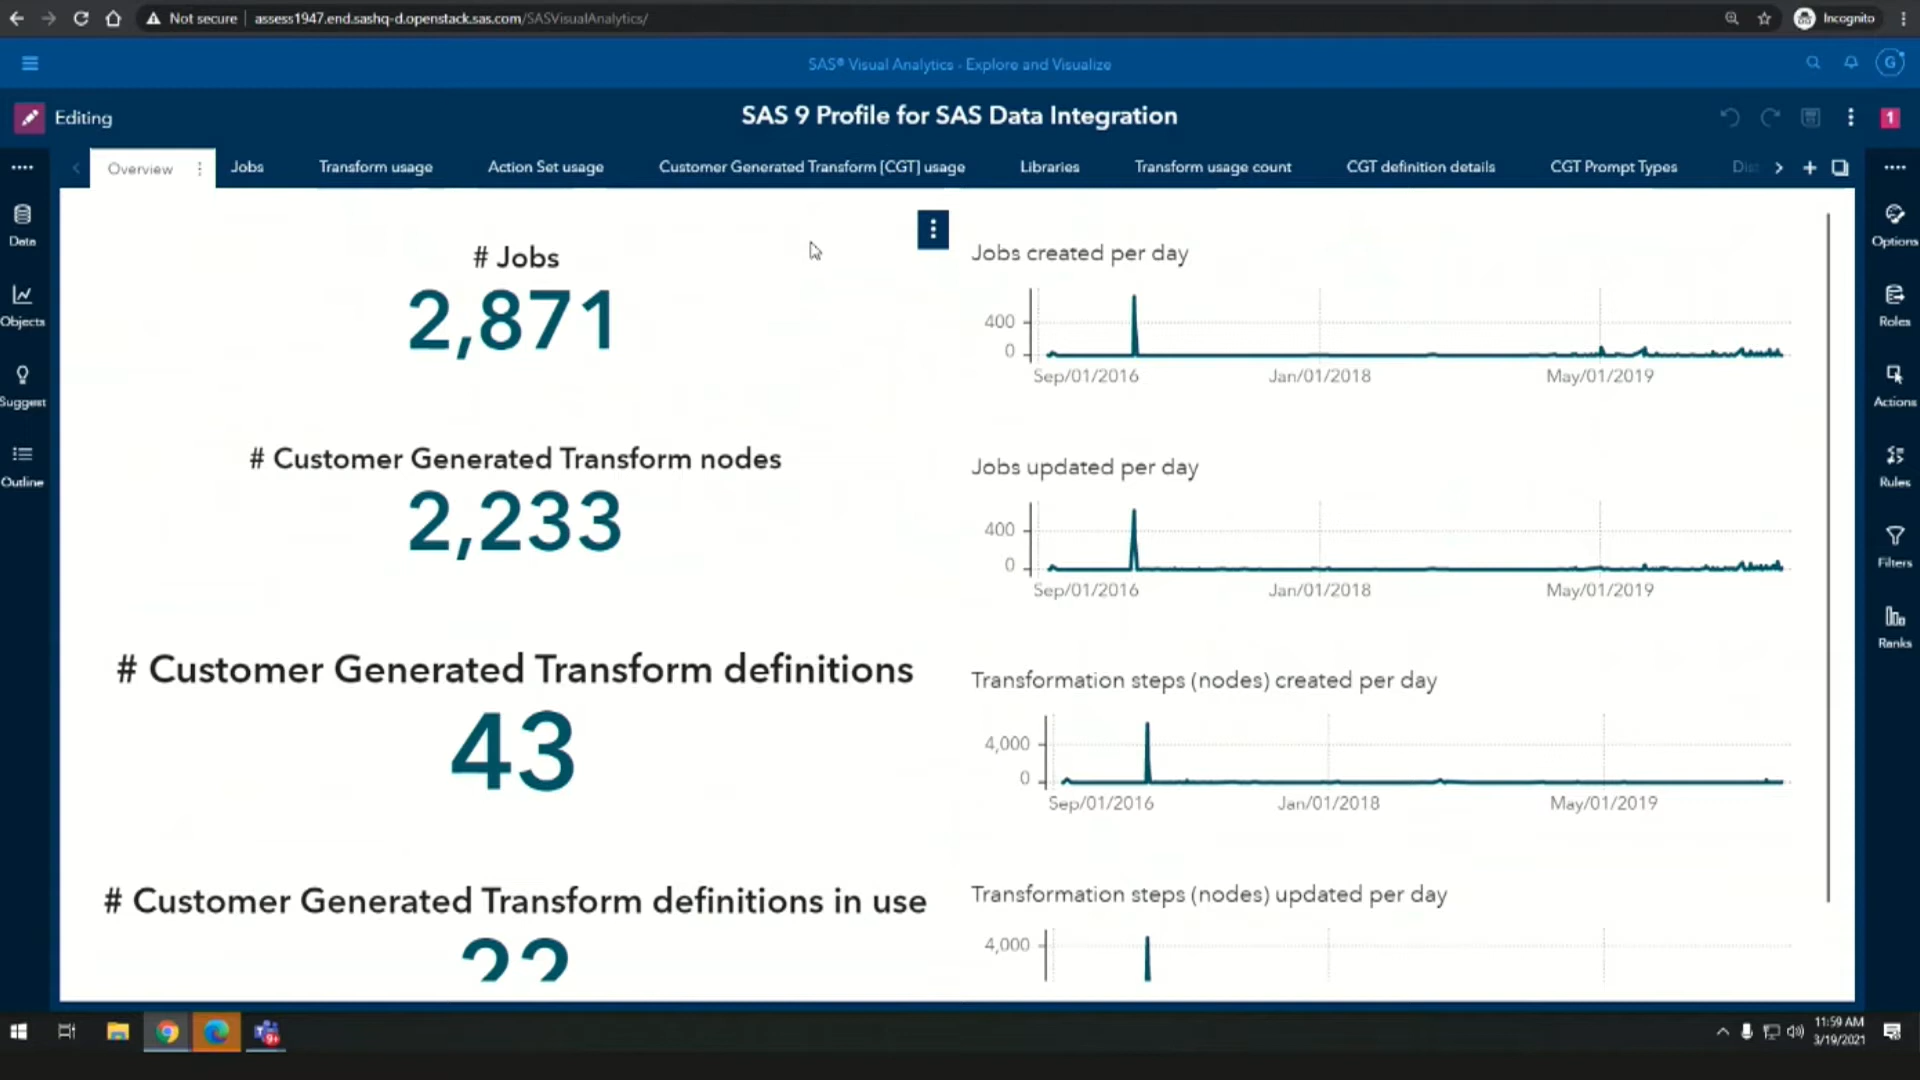 Not secure
assess1947.end.sashq-d.openstack.sas.com/SASVisualAnalytics/
Incognito
SAS® Visual Analytics - Explore and Visualize
G
Editing
SAS 9 Profile for SAS Data Integration
1
Overview
Jobs
Transform usage
Action Set usage
Customer Generated Transform [CGT] usage
Libraries
Transform usage count
CGT definition details
CGT Prompt Types
Data
Objects
Suggest
Outline
# Jobs
2,871
# Customer Generated Transform nodes
2,233
# Customer Generated Transform definitions
43
# Customer Generated Transform definitions in use
Jobs created per day
400
0
Sep/01/2016
Jan/01/2018
May/01/2019
Jobs updated per day
400
0
Sep/01/2016
Jan/01/2018
May/01/2019
Transformation steps (nodes) created per day
4,000
0
Sep/01/2016
Jan/01/2018
May/01/2019
Transformation steps (nodes) updated per day
4,000
Options
Roles
Actions
Rules
Filters
Ranks
9+
11:59 AM
3/19/2021